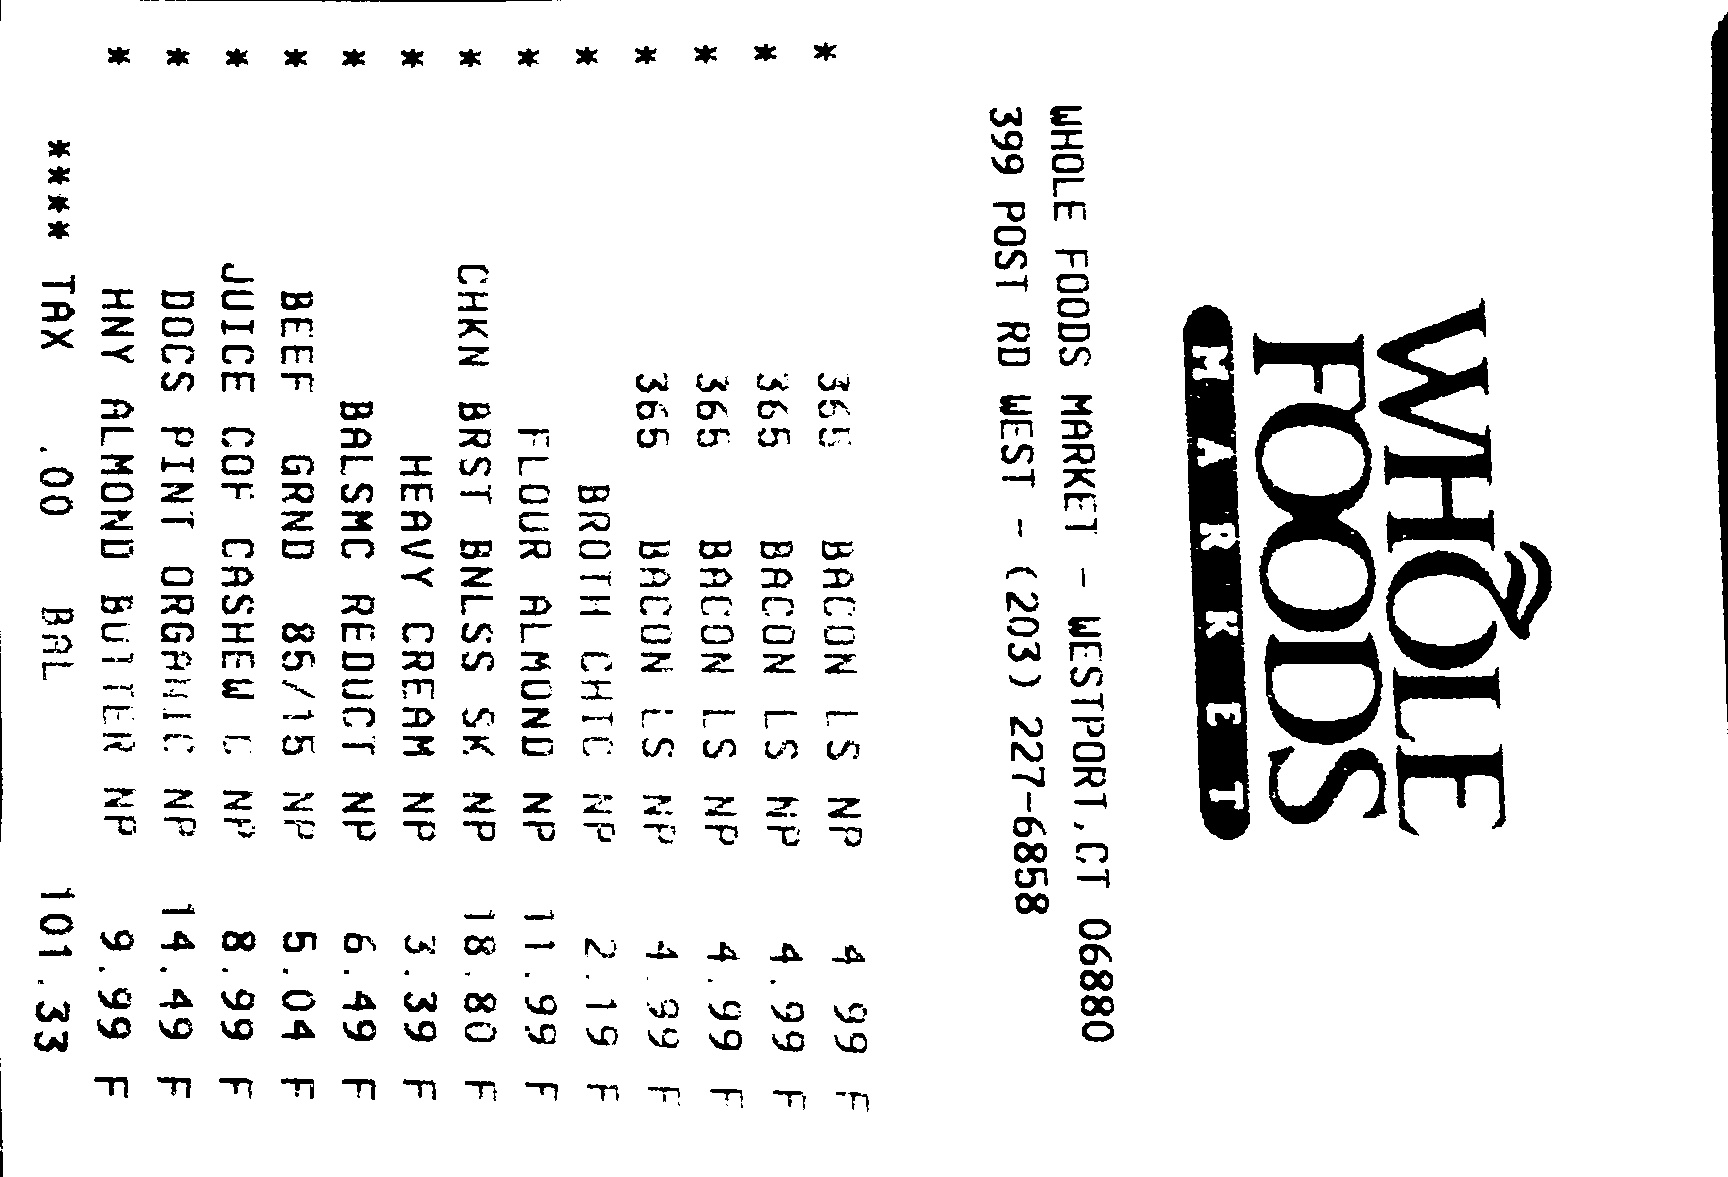 WHOLE
FOODS
MARKET
WHOLE FOODS MARKET - WESTPORT,CT 06880
399 POST RD WEST - (203) 227-6858
* 365 BACON LS NP 4.99 F
* 365 BACON LS NP 4.99 F
* 365 BACON LS NP 4.99 F
* 365 BACON LS NP 4.99 F
* BROTH CHIC NP 2.19 F
* FLOUR ALMOND NP 11.99 F
* CHKN BRST BNLSS SK NP 18.80 F
* HEAVY CREAM NP 3.39 F
* BALSMC REDUCT NP 6.49 F
* BEEF GRND 85/15 NP 5.04 F
* JUICE COF CASHEW C NP 8.99 F
* DOCS PINT ORGANIC NP 14.49 F
* HNY ALMOND BUTTER NP 9.99 F
**** TAX .00 BAL 101.33